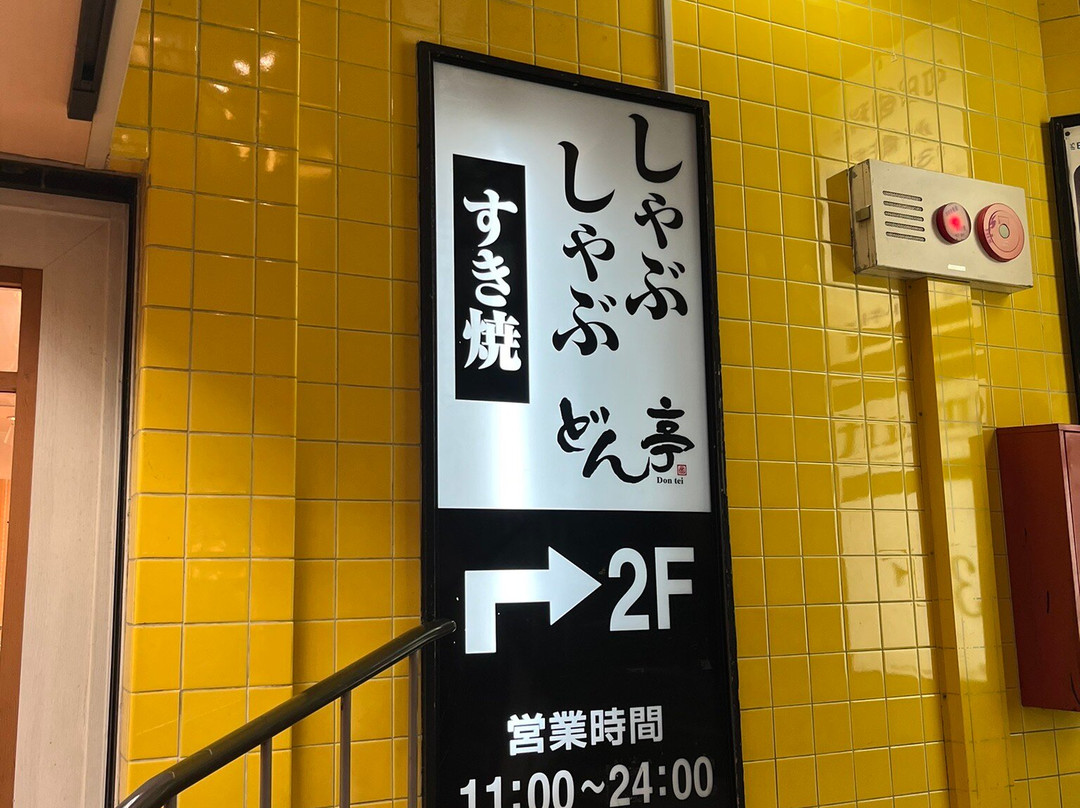 しゃぶ
しゃぶ
すき焼
どん亭
Don tei
2F
営業時間
11:00~24:00